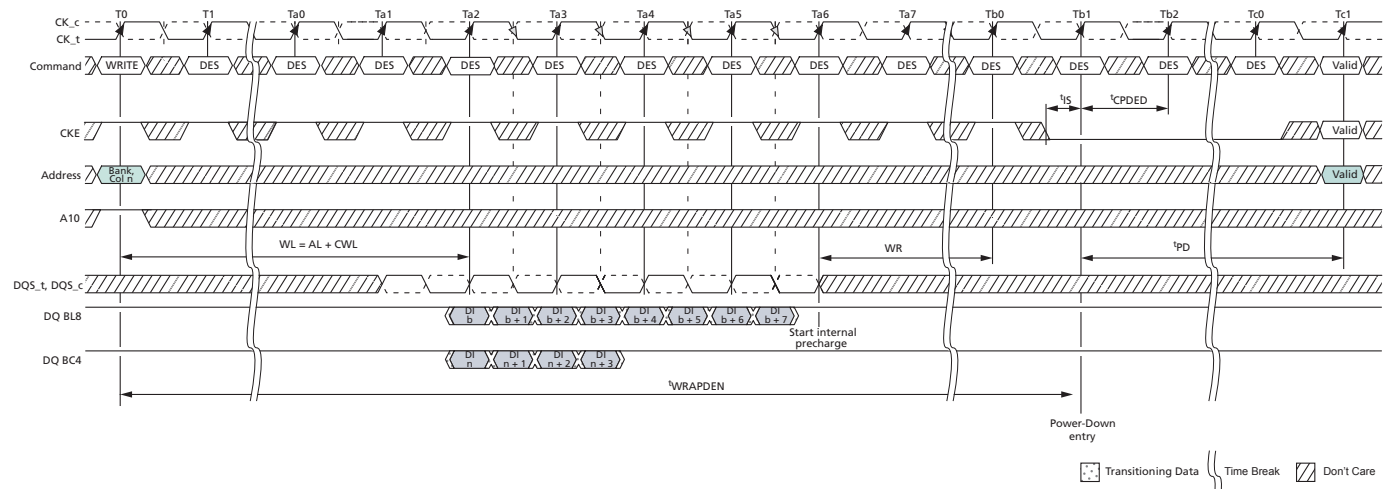 T0 T1 Ta0 Ta1 Ta2 Ta3 Ta4 Ta5 Ta6 Ta7 Tb0 Tb1 Tb2 Tc0 Tc1
CK_c
CK_t
Command WRITE DES DES DES DES DES DES DES DES DES DES DES DES DES Valid
tIS tCPDED
CKE Valid
Address Bank, Col n Valid
A10
WL = AL + CWL WR tPD
DQS_t, DQS_c
DQ BL8 DI b DI b + 1 DI b + 2 DI b + 3 DI b + 4 DI b + 5 DI b + 6 DI b + 7
Start internal
precharge
DQ BC4 DI n DI n + 1 DI n + 2 DI n + 3
tWRAPDEN
Power-Down
entry
Transitioning Data Time Break Don't Care